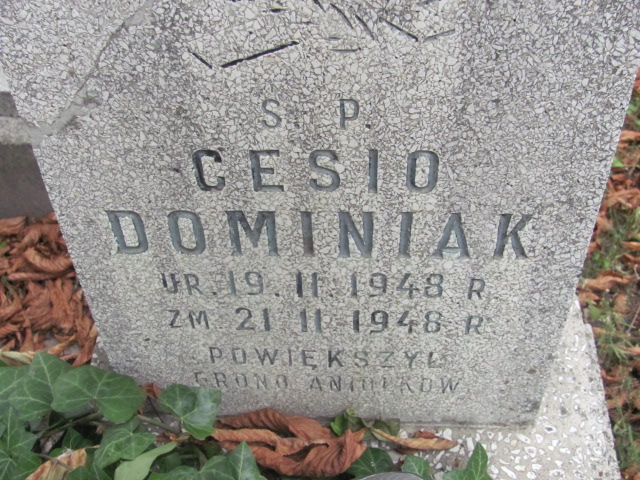 Ś. P.
CESIO
DOMINIAK
UR. 19. II. 1948 R
ZM 21 II 1948 R
POWIĘKSZYŁ
GRONO ANIOŁKÓW